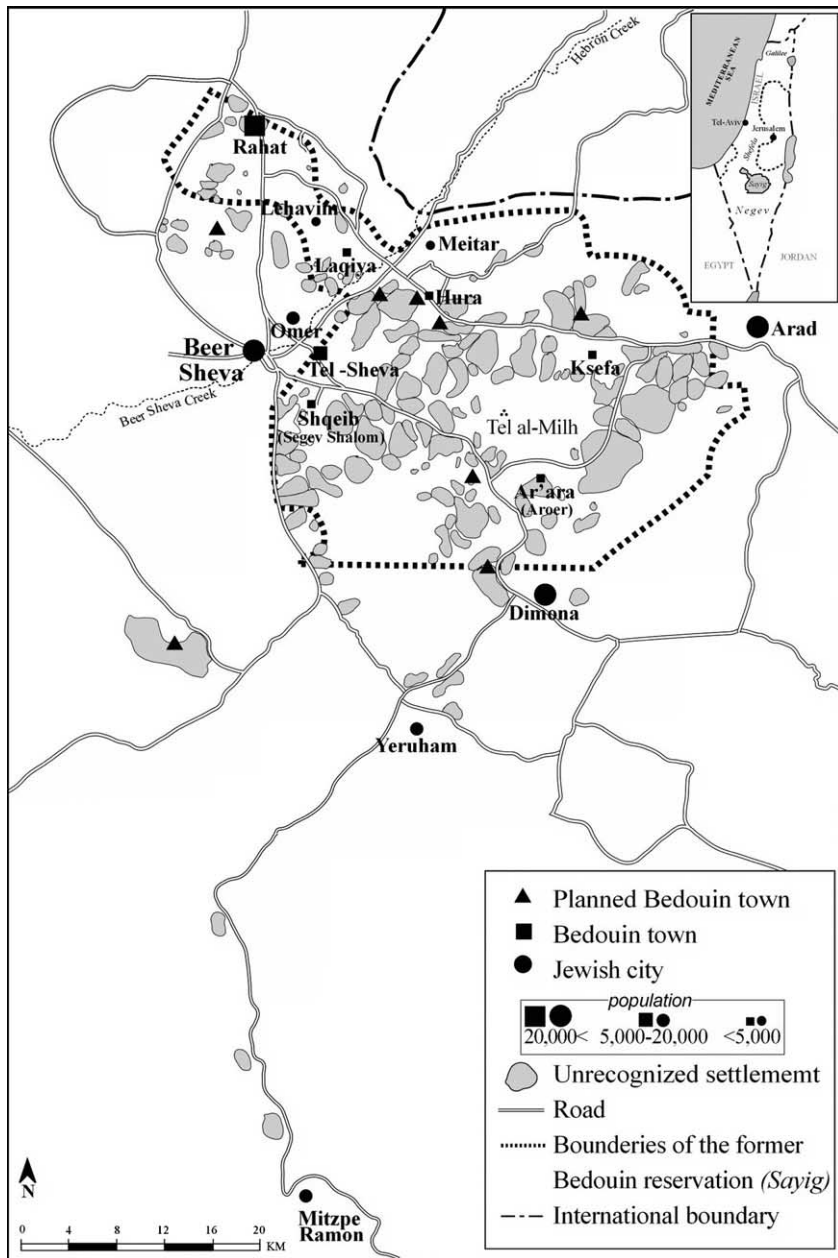 Hebron Creek
MEDITERRANEAN
SEA
ISRAEL
Galilee
Tel-Aviv
Jerusalem
Shefela
Sayig
Negev
EGYPT
JORDAN
Rahat
Lehavim
Meitar
Laqiya
Hura
Omer
Arad
Beer
Sheva
Tel -Sheva
Ksefa
Beer Sheva Creek
Shqeib
(Segev Shalom)
Tel al-Milh
Ar'ara
(Aroer)
Dimona
Yeruham
Mitzpe
Ramon
N
0 4 8 12 16 20
KM
Planned Bedouin town
Bedouin town
Jewish city
population
20,000< 5,000-20,000 <5,000
Unrecognized settlememt
Road
Bounderies of the former
Bedouin reservation (Sayig)
International boundary